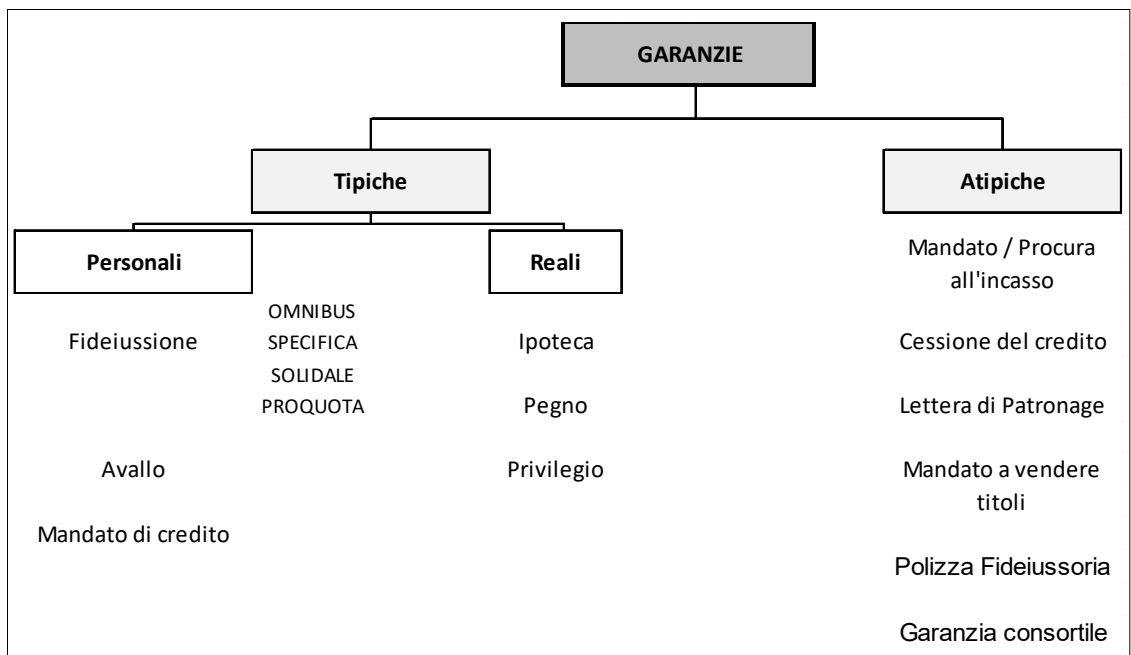 GARANZIE
Tipiche
Atipiche
Personali
Reali
Mandato / Procura
all'incasso
OMNIBUS
Fideiussione
SPECIFICA
Ipoteca
Cessione del credito
SOLIDALE
PROQUOTA
Pegno
Lettera di Patronage
Avallo
Privilegio
Mandato a vendere
titoli
Mandato di credito
Polizza Fideiussoria
Garanzia consortile